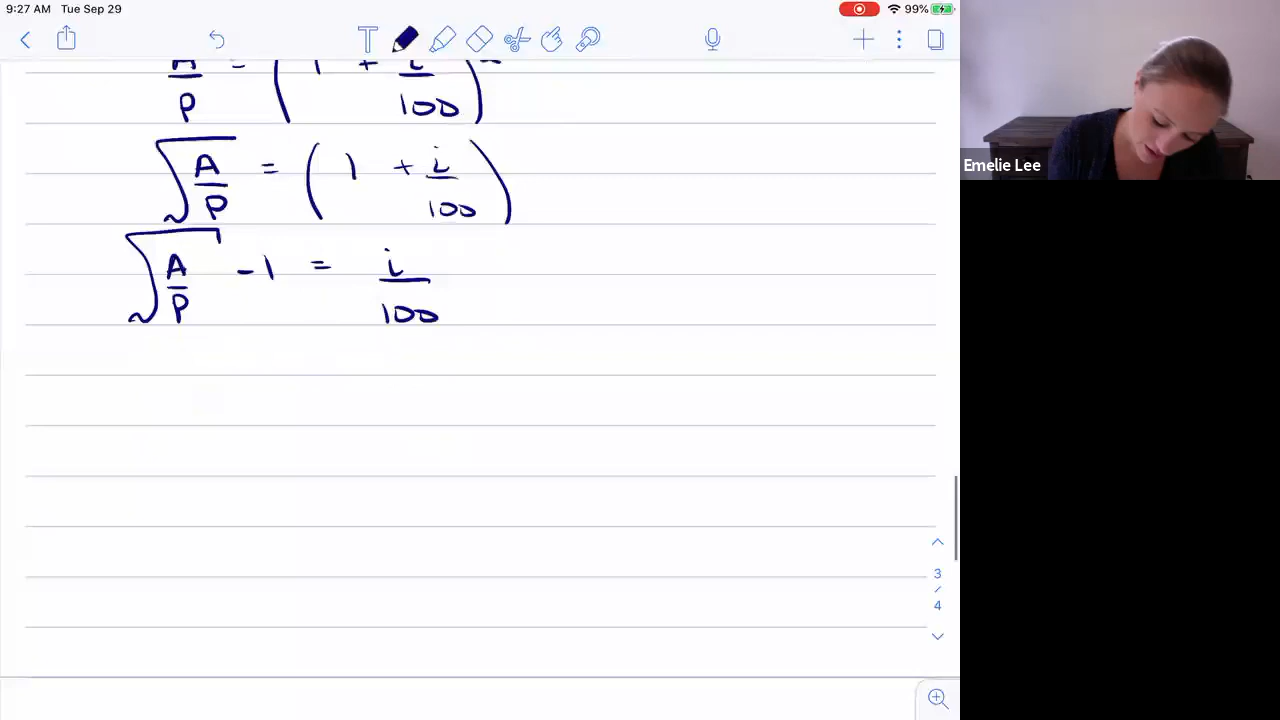 9:27 AM Tue Sep 29 99%
A/P = (1 + i/100)
√(A/P) = (1 + i/100)
√(A/P) - 1 = i/100
Emelie Lee
3
/
4